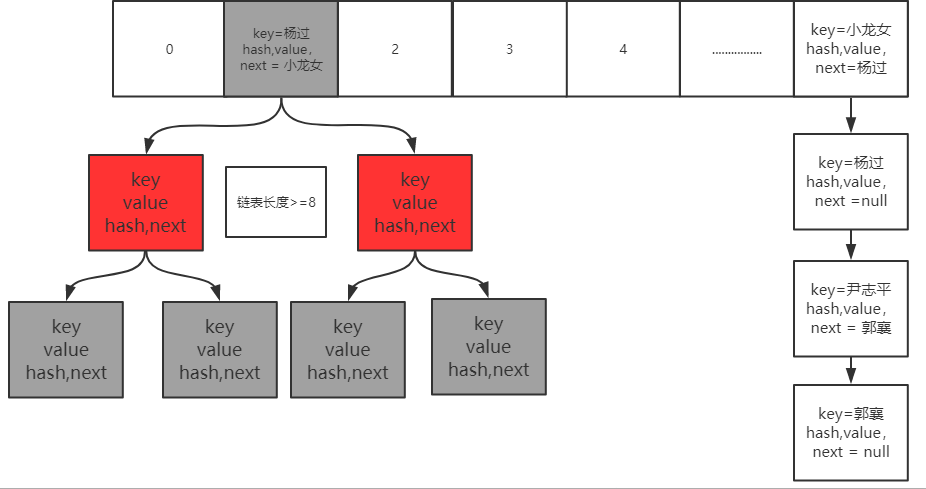 0
key=杨过
hash,value,
next = 小龙女
2
3
4
................
key=小龙女
hash,value,
next=杨过
key
value
hash,next
链表长度>=8
key
value
hash,next
key=杨过
hash,value,
next =null
key
value
hash,next
key
value
hash,next
key
value
hash,next
key
value
hash,next
key=尹志平
hash,value,
next = 郭襄
key=郭襄
hash,value,
next = null